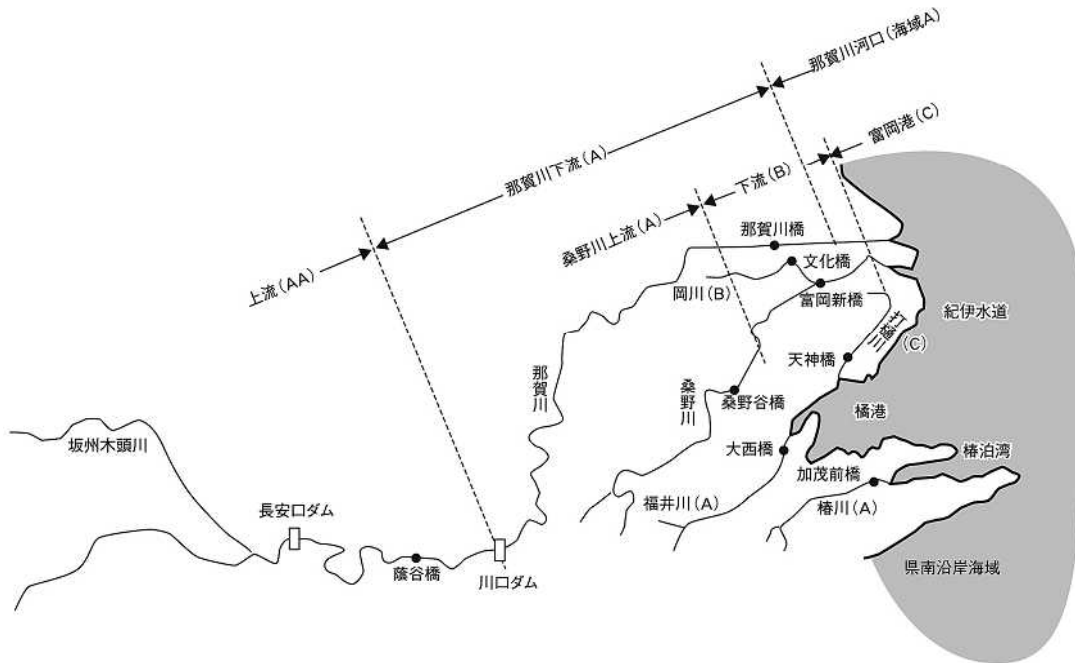 那賀川河口(海域A)
那賀川下流(A)
富岡港(C)
下流(B)
桑野川上流(A)
上流(AA)
那賀川橋
文化橋
岡川(B)
富岡新橋
紀伊水道
打樋川
(C)
天神橋
那賀川
桑野川
桑野谷橋
橘港
坂州木頭川
大西橋
椿泊湾
加茂前橋
長安口ダム
福井川(A)
椿川(A)
蔭谷橋
川口ダム
県南沿岸海域